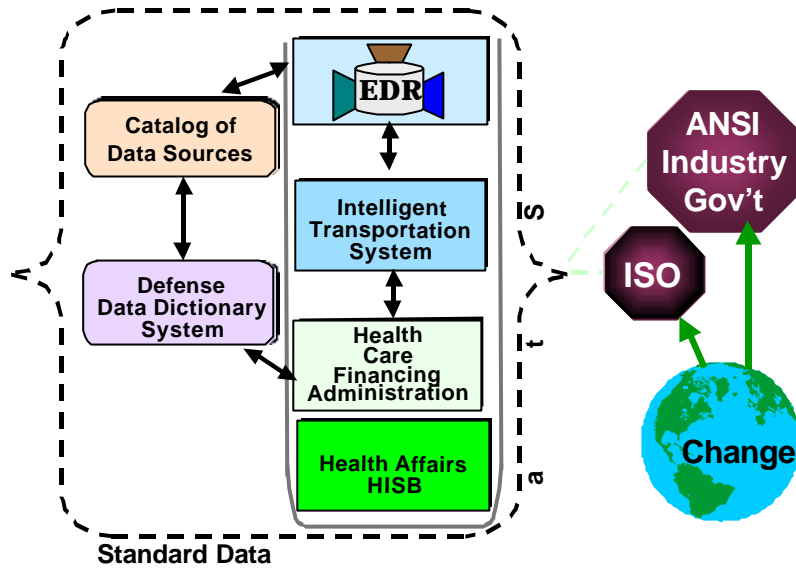 EDR
Catalog of
Data Sources
Intelligent
Transportation
System
Defense
Data Dictionary
System
Health
Care
Financing
Administration
Health Affairs
HISB
Standard Data
S
t
a
ANSI
Industry
Gov’t
ISO
Change